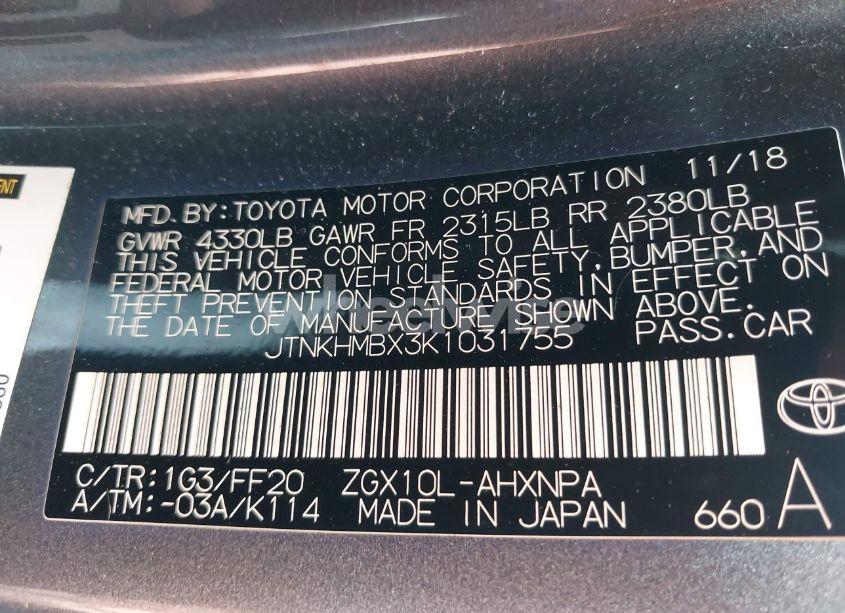 ENT
11/18
MFD. BY: TOYOTA MOTOR CORPORATION
GVWR 4330LB GAWR FR 2315LB RR 2380LB
THIS VEHICLE CONFORMS TO ALL APPLICABLE
FEDERAL MOTOR VEHICLE SAFETY, BUMPER, AND
THEFT PREVENTION STANDARDS IN EFFECT ON
THE DATE OF MANUFACTURE SHOWN ABOVE.
JTNKHMBX3K1031755 PASS. CAR
C/TR: 1G3/FF20 ZGX10L-AHXNPA
A/TM: -03A/K114 MADE IN JAPAN 660 A